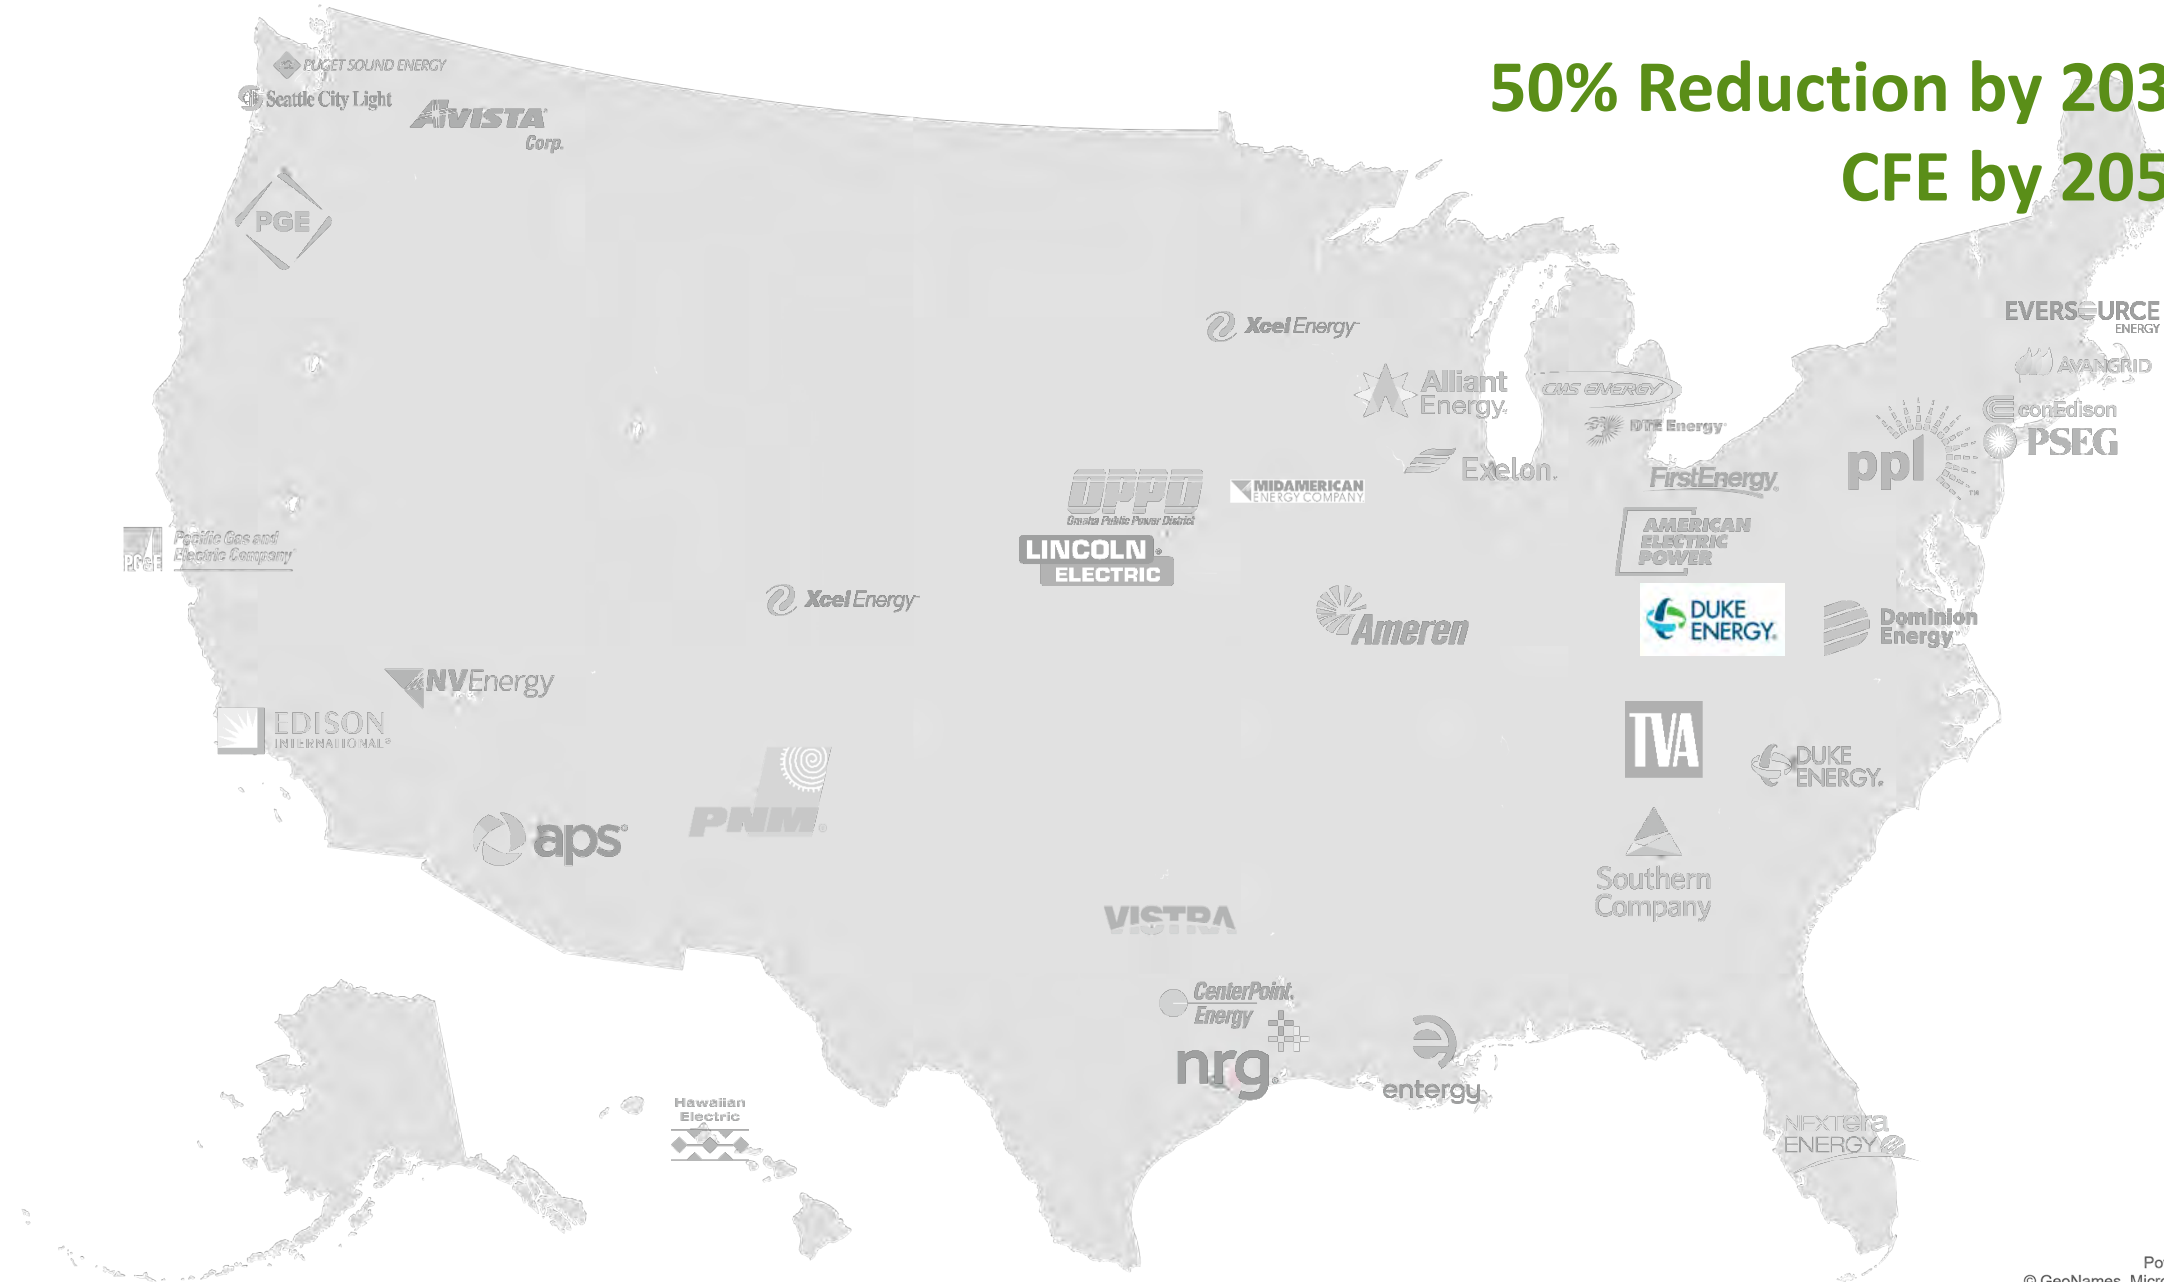 50% Reduction by 203
CFE by 205
PUGET SOUND ENERGY
Seattle City Light
AVISTA
Corp.
PGE
Xcel Energy
EVERSOURCE
ENERGY
AVANGRID
Alliant
Energy
CMS ENERGY
DTE Energy
conEdison
PSEG
Exelon
FirstEnergy
ppl
OPPD
Omaha Public Power District
MIDAMERICAN
ENERGY COMPANY
AMERICAN
ELECTRIC
POWER
PG&E
Pacific Gas and
Electric Company
LINCOLN
ELECTRIC
Xcel Energy
Ameren
DUKE
ENERGY
Dominion
Energy
NVEnergy
EDISON
INTERNATIONAL
TVA
DUKE
ENERGY
PNM
aps
Southern
Company
VISTRA
CenterPoint
Energy
nrg
entergy
Hawaiian
Electric
NEXTera
ENERGY
Po
© GeoNames, Micro